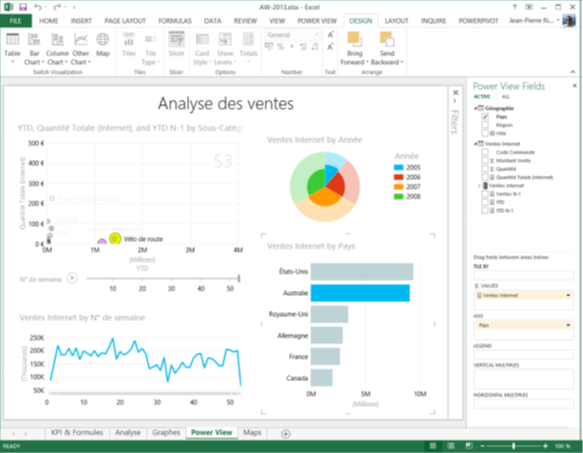 AW-2013.xlsx - Excel
FILE HOME INSERT PAGE LAYOUT FORMULAS DATA REVIEW VIEW POWER VIEW DESIGN LAYOUT INQUIRE POWERPIVOT Jean-Pierre Ri...
Table Bar Chart Column Chart Other Chart Map Tiles Tile Type Slicer Card Style Show Levels General Bring Forward Send Backward
Switch Visualization Tiles Slicer Options Number Text Arrange
Analyse des ventes
YTD, Quantité Totale (Internet), and YTD N-1 by Sous-Catég
53
Quantité Totale (Internet)
500 €
400 €
300 €
200 €
100 €
0 €
Vélo de route
0M 1M 2M 3M 4M
(Millions)
YTD
N° de semaine
10 20 30 40 50
Ventes Internet by N° de semaine
(Thousands)
250K
200K
150K
100K
50K
0 10 20 30 40 50
Ventes Internet by Année
Année
2005
2006
2007
2008
Ventes Internet by Pays
États-Unis
Australie
Royaume-Uni
Allemagne
France
Canada
0M 5M 10M
(Millions)
Filters
Power View Fields
ACTIVE ALL
Géographie
Pays
Région
Ville
Ventes Internet
Code Commande
Σ Montant Vente
Σ Quantité
Quantité Totale (Internet)
Ventes Internet
Ventes N-1
YTD
YTD N-1
Drag fields between areas below:
TILE BY
Σ VALUES
Ventes Internet
AXIS
Pays
LEGEND
VERTICAL MULTIPLES
HORIZONTAL MULTIPLES
KPI & Formules Analyse Graphes Power View Maps
READY
100 %